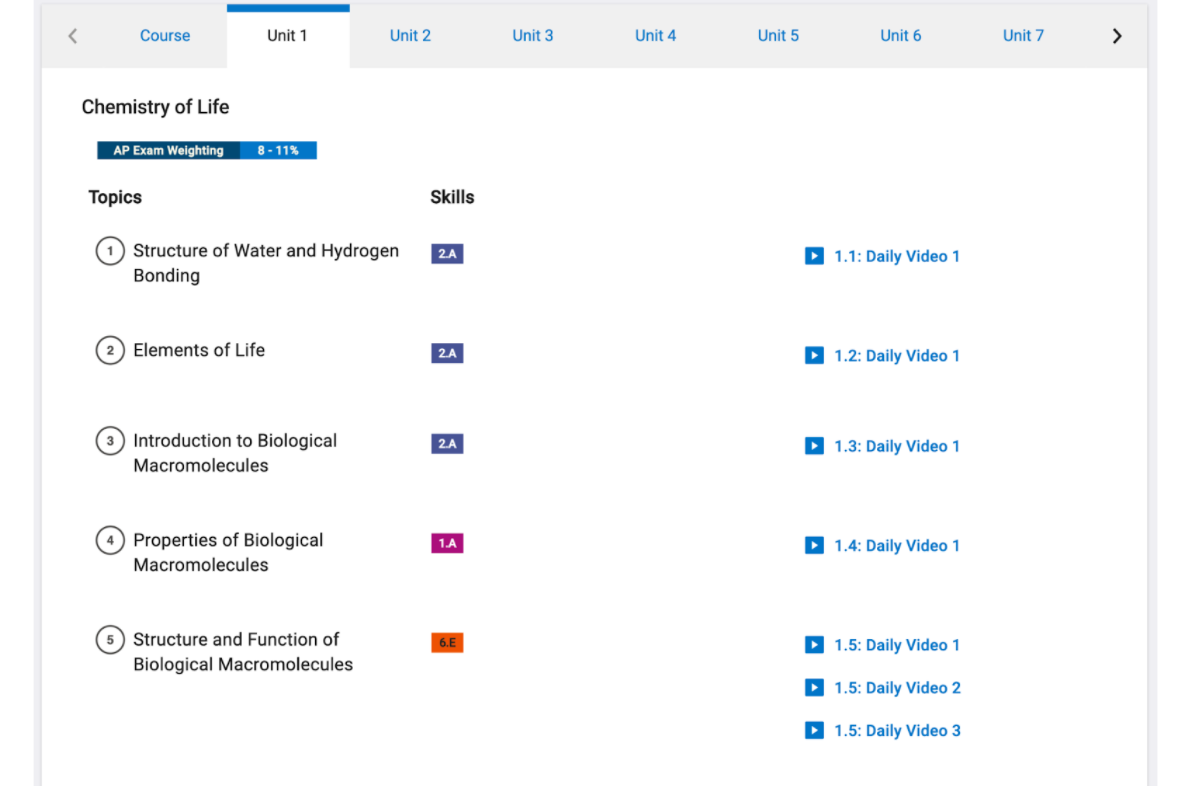 Course
Unit 1
Unit 2
Unit 3
Unit 4
Unit 5
Unit 6
Unit 7
Chemistry of Life
AP Exam Weighting 8 - 11%
Topics
Skills
1 Structure of Water and Hydrogen
Bonding
2.A
1.1: Daily Video 1
2 Elements of Life
2.A
1.2: Daily Video 1
3 Introduction to Biological
Macromolecules
2.A
1.3: Daily Video 1
4 Properties of Biological
Macromolecules
1.A
1.4: Daily Video 1
5 Structure and Function of
Biological Macromolecules
6.E
1.5: Daily Video 1
1.5: Daily Video 2
1.5: Daily Video 3